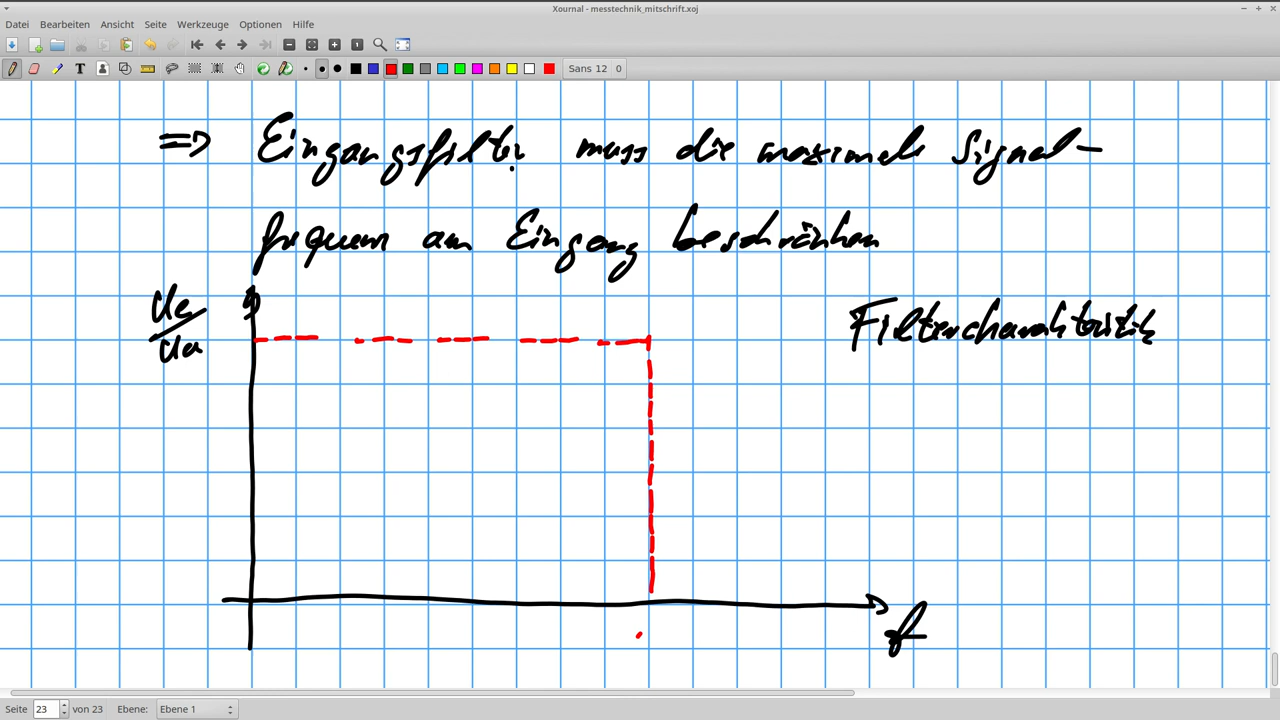 Xournal - messtechnik_mitschrift.xoj
Datei Bearbeiten Ansicht Seite Werkzeuge Optionen Hilfe
Sans 12 0
=> Eingangsfilter muss die maximale Signal-
frequenz am Eingang beschränken
Ue
Ua
Filtercharakteristik
f
Seite 23 von 23 Ebene: Ebene 1